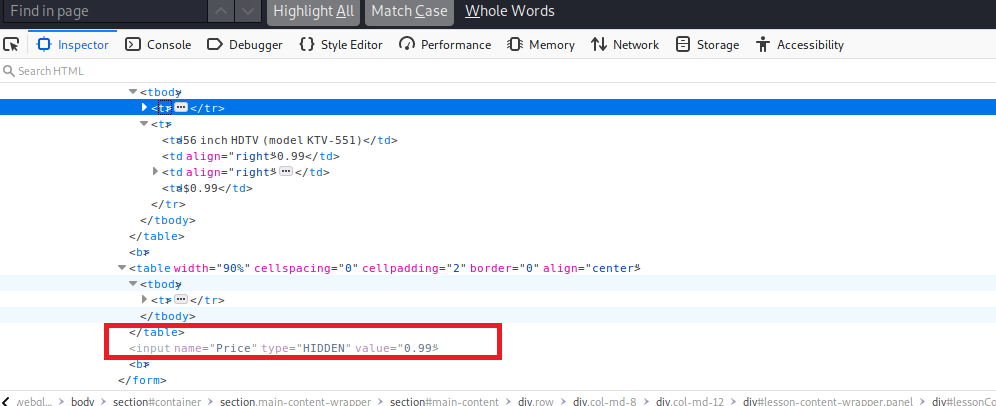 Find in page Highlight All Match Case Whole Words
Inspector Console Debugger Style Editor Performance Memory Network Storage Accessibility
Search HTML
<tbody>
<tr> ••• </tr>
<tr>
<td>56 inch HDTV (model KTV-551)</td>
<td align="right">0.99</td>
<td align="right"> ••• </td>
<td>$0.99</td>
</tr>
</tbody>
</table>
<br>
<table width="90%" cellspacing="0" cellpadding="2" border="0" align="center">
<tbody>
<tr> ••• </tr>
</tbody>
</table>
<input name="Price" type="HIDDEN" value="0.99">
<br>
</form>
webgl... › body › section#container › section.main-content-wrapper › section#main-content › div.row › div.col-md-8 › div.col-md-12 › div#lesson-content-wrapper.panel › div#lessonCo